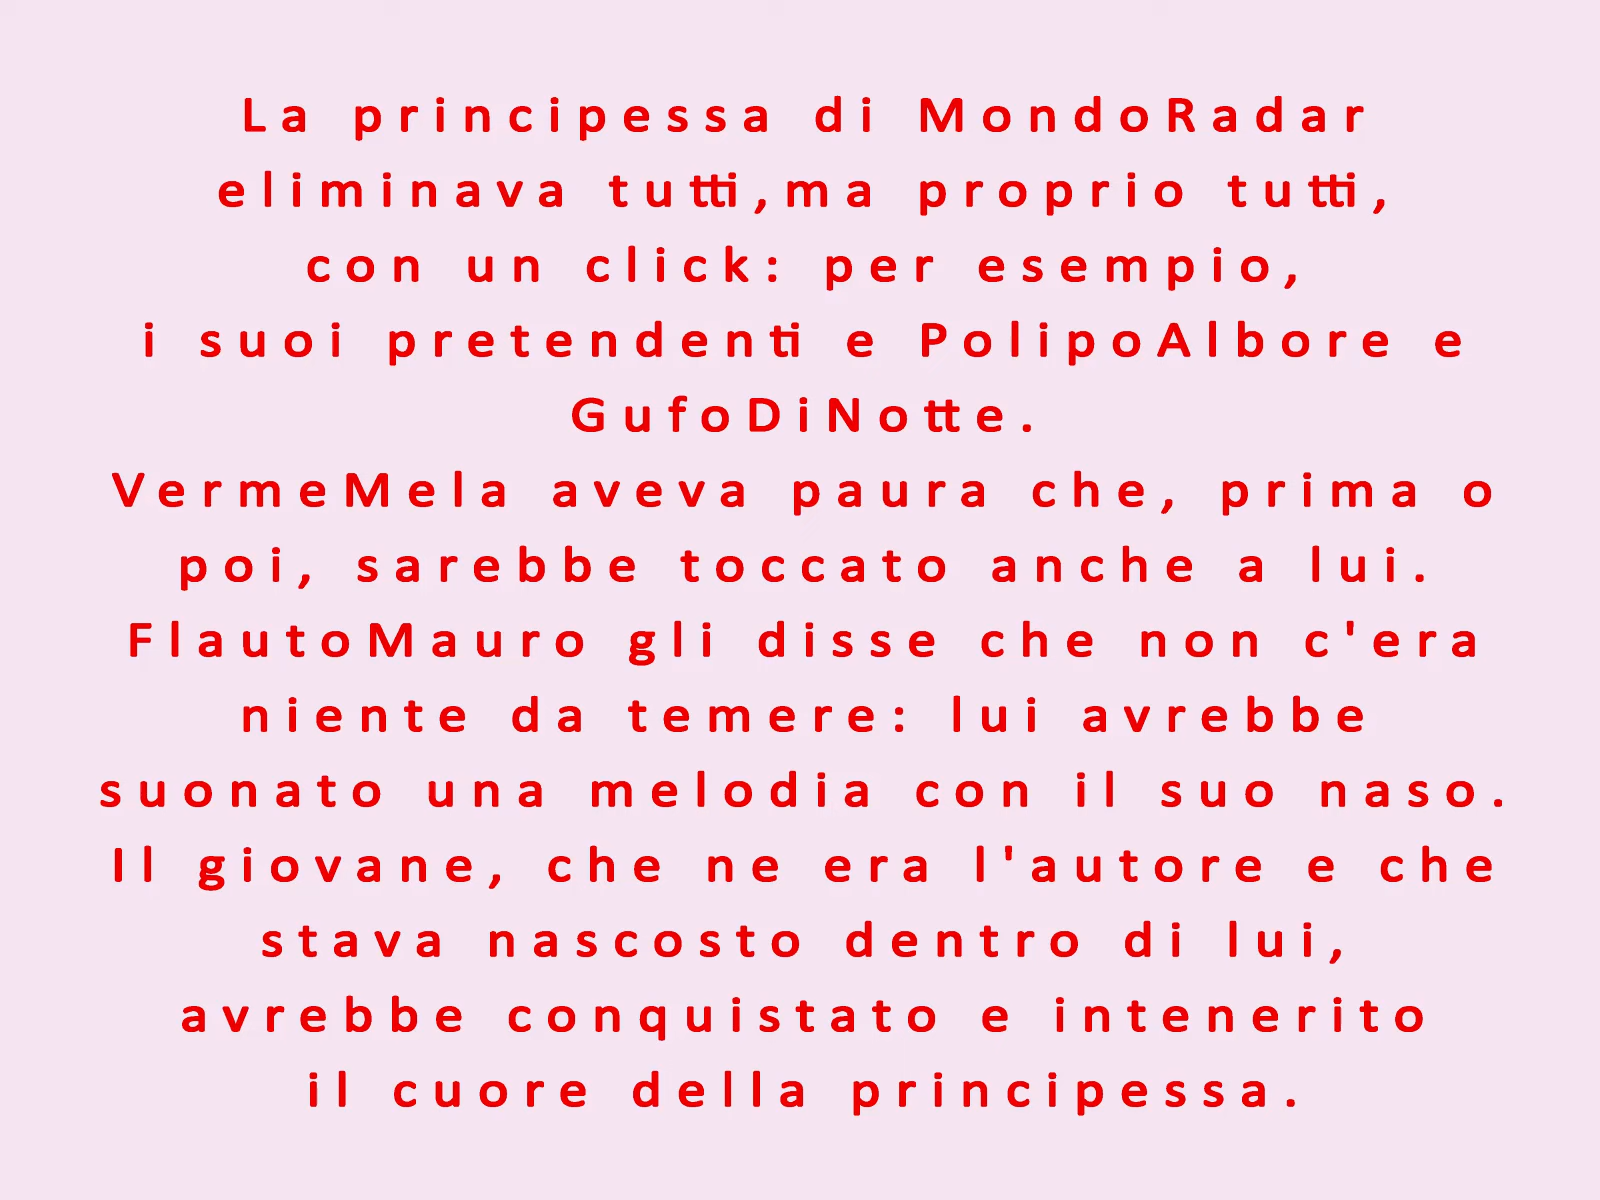 La principessa di MondoRadar
eliminava tutti,ma proprio tutti,
con un click: per esempio,
i suoi pretendenti e PolipoAlbore e
GufoDiNotte.
VermeMela aveva paura che, prima o
poi, sarebbe toccato anche a lui.
FlautoMauro gli disse che non c'era
niente da temere: lui avrebbe
suonato una melodia con il suo naso.
Il giovane, che ne era l'autore e che
stava nascosto dentro di lui,
avrebbe conquistato e intenerito
il cuore della principessa.